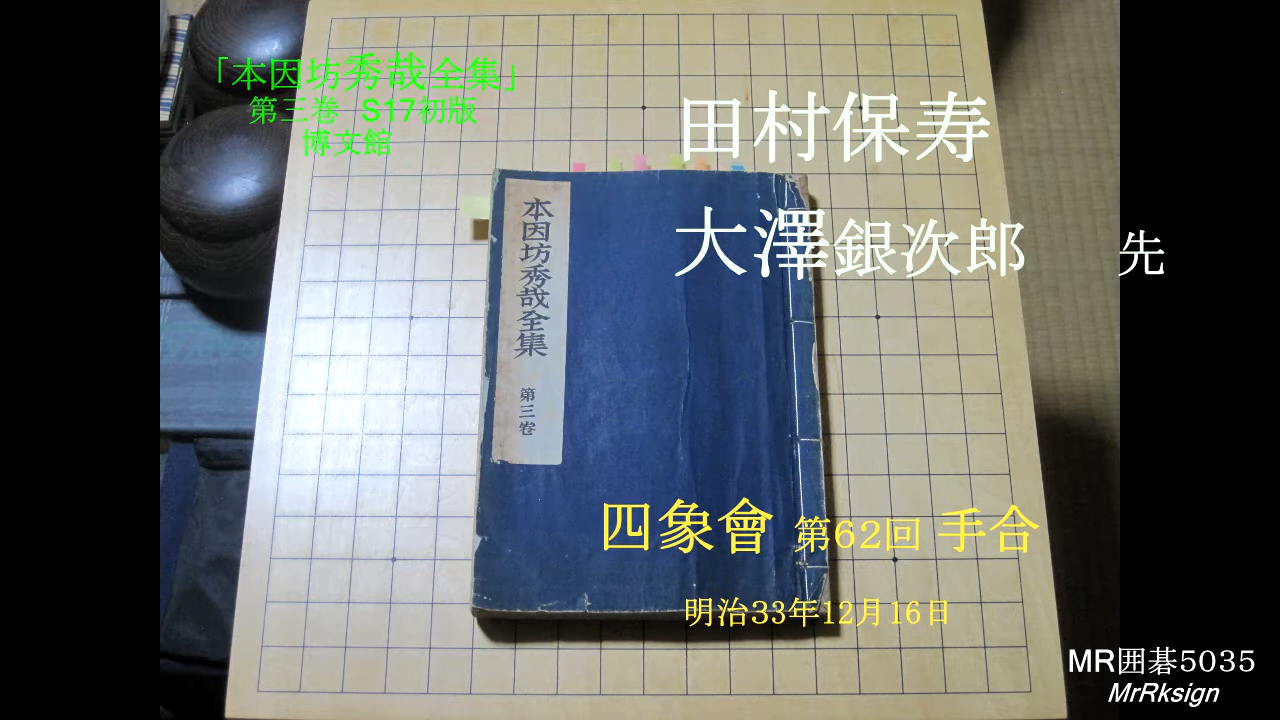 「本因坊秀哉全集」
第三巻 S17初版
博文館
田村保寿
大澤銀次郎 先
本因坊秀哉全集 第三卷
四象會 第62回 手合
明治33年12月16日
MR囲碁5035
MrRksign